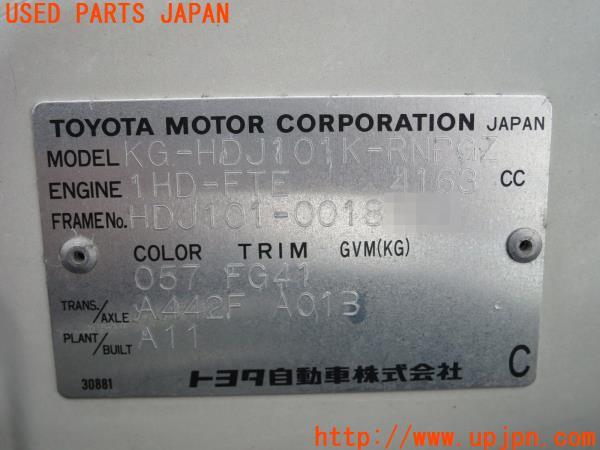 USED PARTS JAPAN
TOYOTA MOTOR CORPORATION JAPAN
MODEL KG-HDJ101K-RNPGZ
ENGINE 1HD-FTE 4163 CC
FRAME No. HDJ101-0018
COLOR TRIM GVM(KG)
057 FG41
TRANS./AXLE A442F A01B
PLANT/BUILT A11
30881 トヨタ自動車株式会社 C
(株)UPJ http://www.upjpn.com/